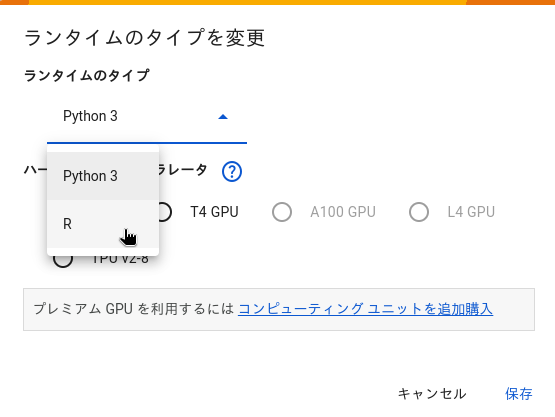 ランタイムのタイプを変更
ランタイムのタイプ
Python 3
Python 3
R
ハー
ラレータ ?
T4 GPU A100 GPU L4 GPU
TPU v2-8
プレミアム GPU を利用するには コンピューティング ユニットを追加購入
キャンセル 保存